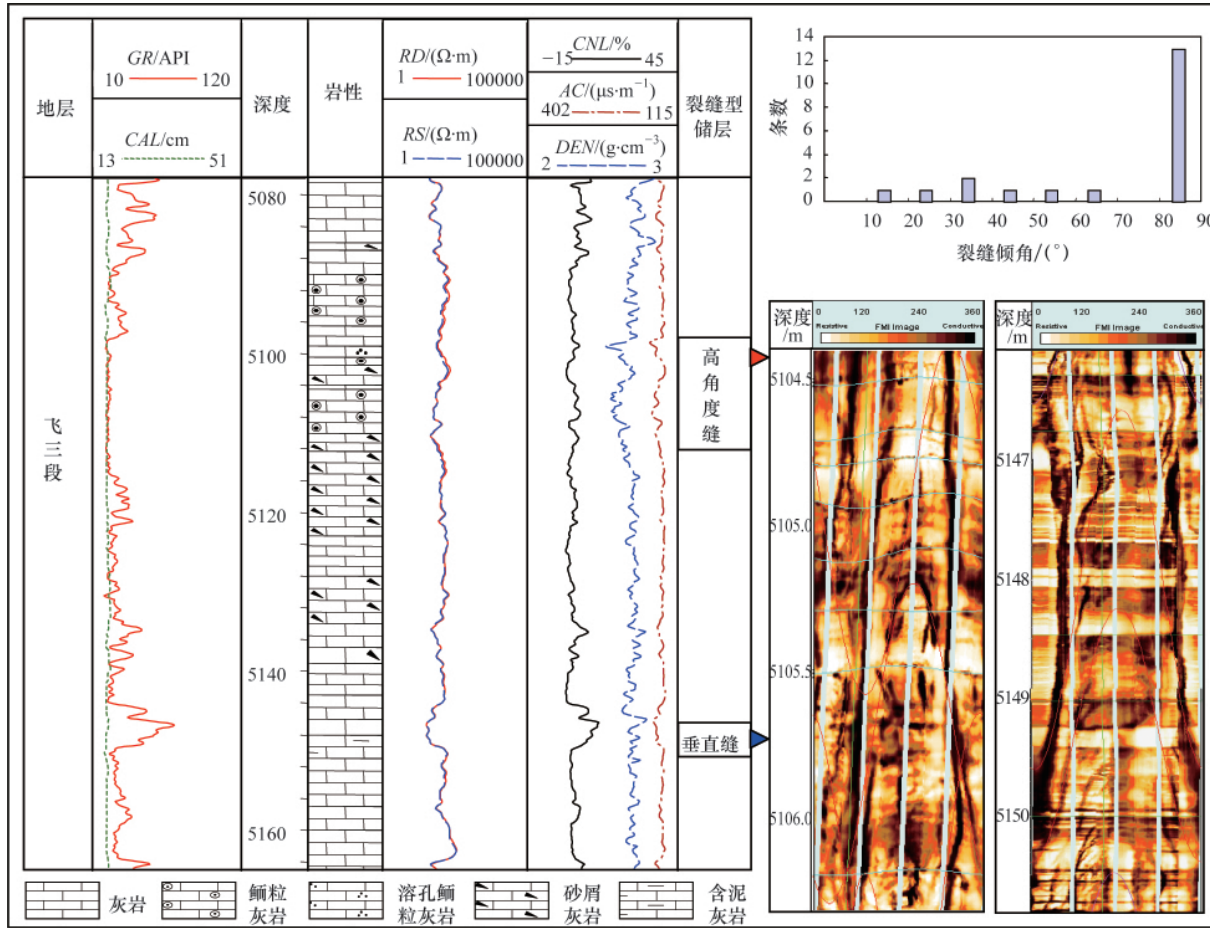 地层
GR/API
10 120
CAL/cm
13 51
深度
岩性
RD/(Ω·m)
1 100000
RS/(Ω·m)
1 100000
CNL/%
−15 45
AC/(μs·m⁻¹)
402 115
DEN/(g·cm⁻³)
2 3
裂缝型
储层
飞三段
5080
5100
5120
5140
5160
高角度缝
垂直缝
条数
14
12
10
8
6
4
2
0
10 20 30 40 50 60 70 80 90
裂缝倾角/(°)
深度
/m
0 120 240 360
Resistive FMI Image Conductive
5104.5
5105.0
5105.5
5106.0
深度
/m
0 120 240 360
Resistive FMI Image Conductive
5147
5148
5149
5150
灰岩
鲕粒
灰岩
溶孔鲕
粒灰岩
砂屑
灰岩
含泥
灰岩